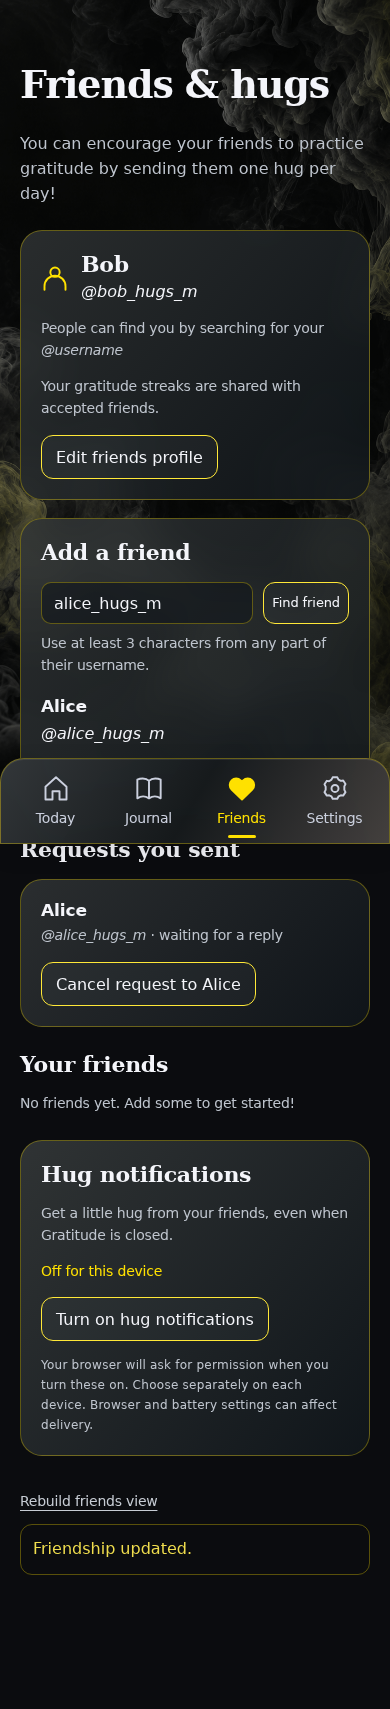 Friends & hugs
You can encourage your friends to practice
gratitude by sending them one hug per
day!
Bob
@bob_hugs_m
People can find you by searching for your
@username
Your gratitude streaks are shared with
accepted friends.
Edit friends profile
Add a friend
alice_hugs_m
Find friend
Use at least 3 characters from any part of
their username.
Alice
@alice_hugs_m
Today
Journal
Friends
Settings
Requests you sent
Alice
@alice_hugs_m · waiting for a reply
Cancel request to Alice
Your friends
No friends yet. Add some to get started!
Hug notifications
Get a little hug from your friends, even when
Gratitude is closed.
Off for this device
Turn on hug notifications
Your browser will ask for permission when you
turn these on. Choose separately on each
device. Browser and battery settings can affect
delivery.
Rebuild friends view
Friendship updated.